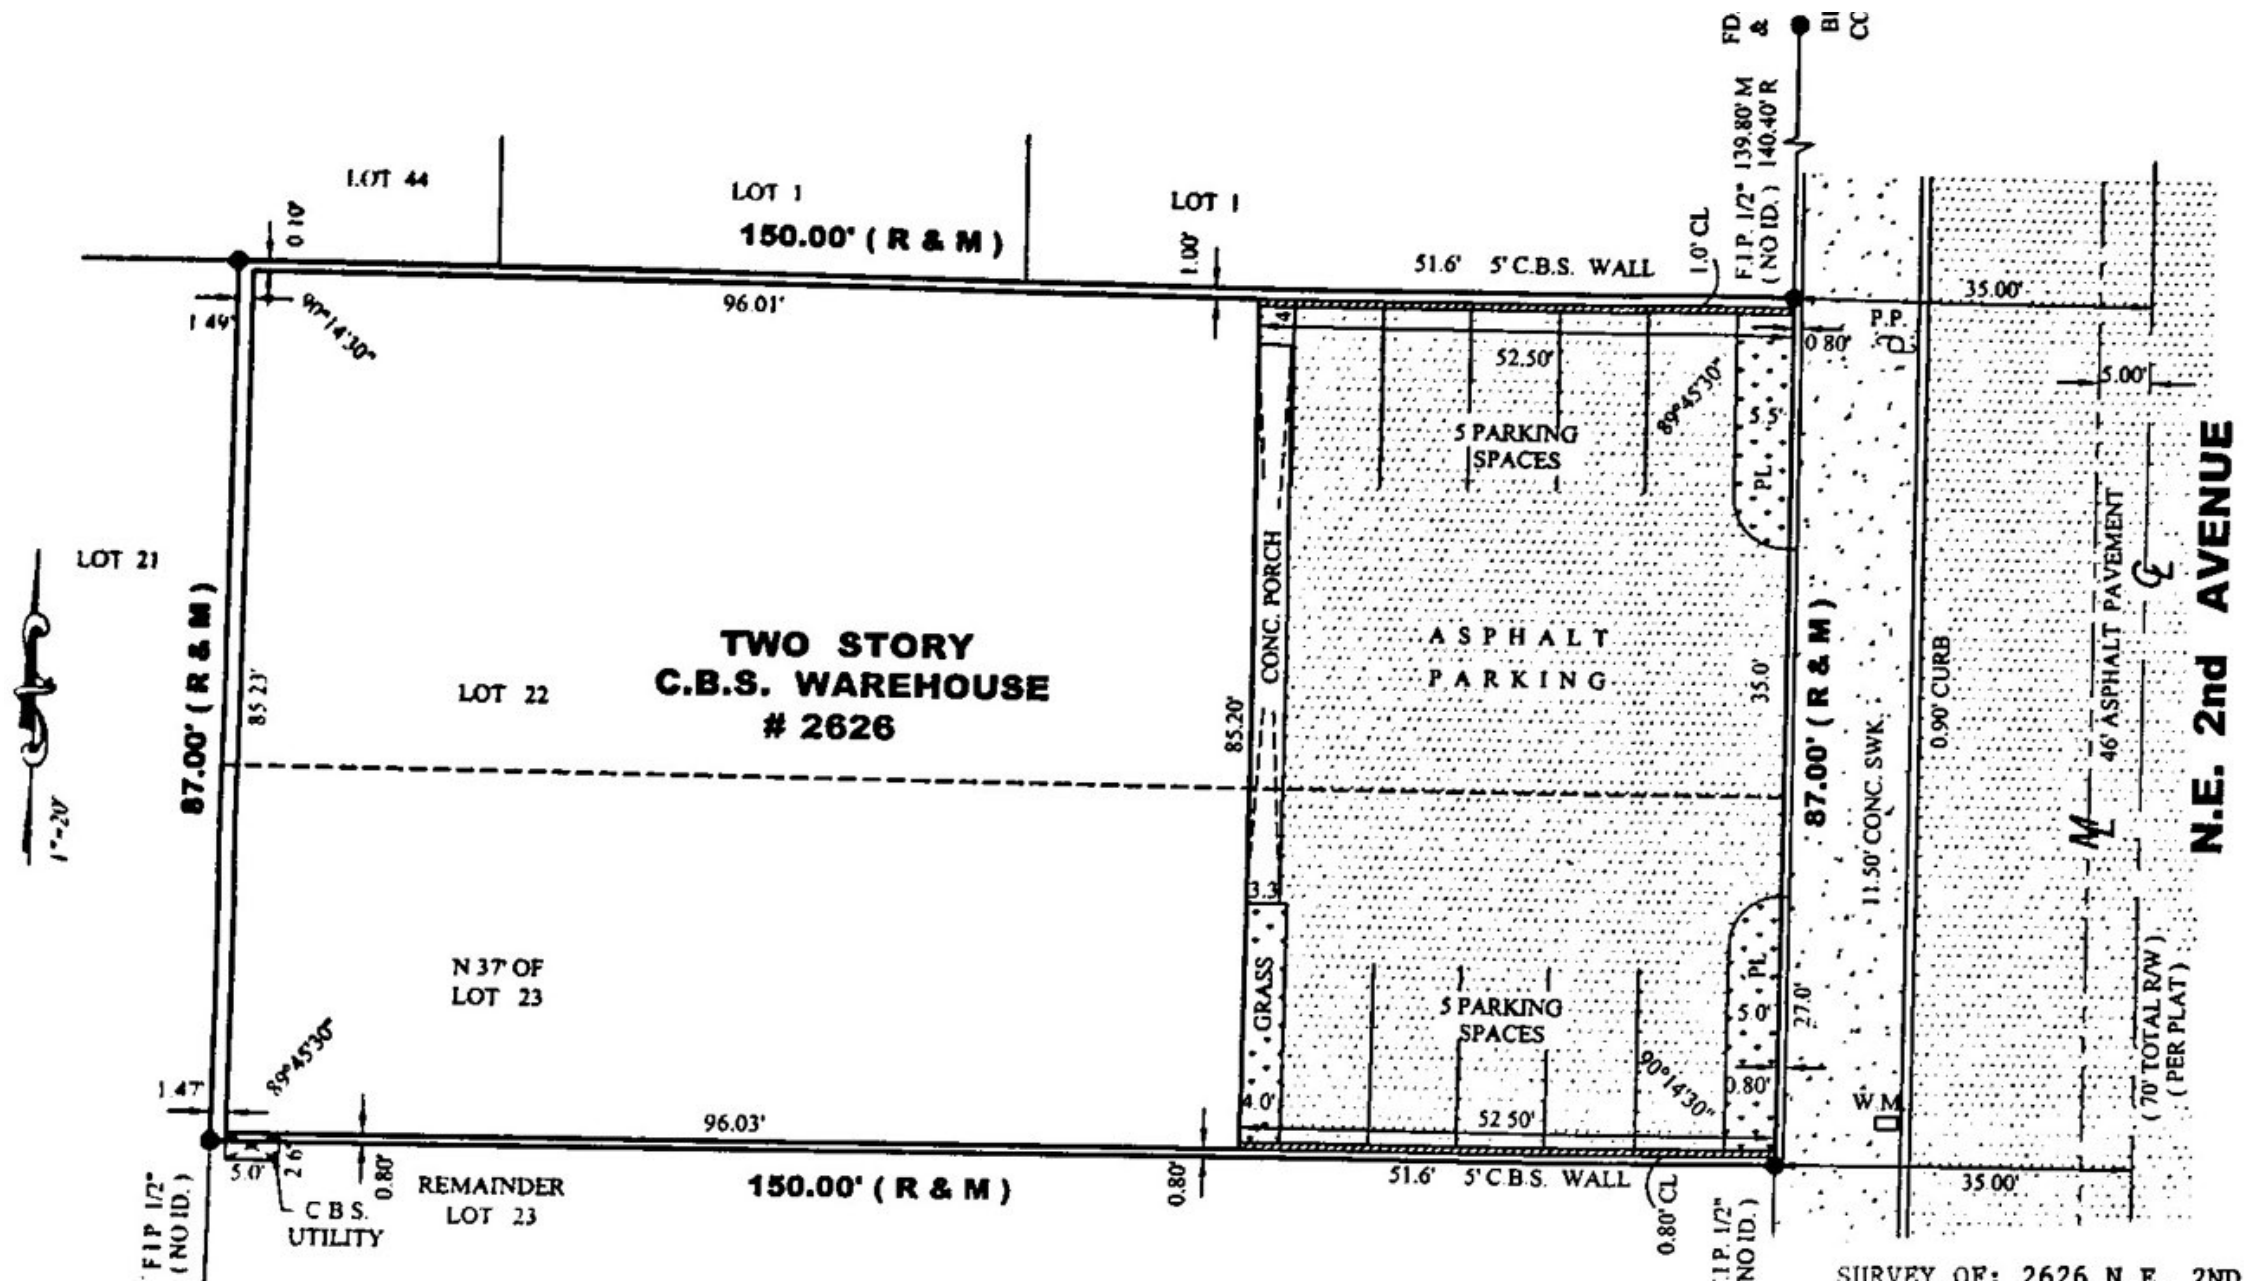 FD.
&
BI
CC
F.I.P. 1/2" 139.80' M
(NO ID.) 140.40' R
LOT 44
LOT 1
LOT 1
0.10'
150.00' ( R & M )
1.00'
51.6' 5' C.B.S. WALL
1.0' CL
35.00'
1.49'
90°14'30"
96.01'
4
52.50'
0.80'
P.P.
5.00'
89°45'30"
5.5'
PL
5 PARKING
SPACES
LOT 21
1"=20'
87.00' ( R & M )
85.23'
TWO STORY
C.B.S. WAREHOUSE
# 2626
LOT 22
85.20'
CONC. PORCH
ASPHALT
PARKING
35.0'
87.00' ( R & M )
11.50' CONC. SWK.
0.90' CURB
46' ASPHALT PAVEMENT
CL
ML
N.E. 2nd AVENUE
( 70' TOTAL R/W )
( PER PLAT )
3.3
GRASS
4.0'
N 37' OF
LOT 23
5 PARKING
SPACES
PL
5.0'
27.0'
90°14'30"
0.80'
W.M.
1.47'
89°45'30"
96.03'
52.50'
5.0'
2.6'
0.80'
REMAINDER
LOT 23
150.00' ( R & M )
0.80'
51.6' 5' C.B.S. WALL
0.80' CL
35.00'
C.B.S.
UTILITY
F.I.P. 1/2"
( NO ID. )
.I.P. 1/2"
NO ID. )
SURVEY OF: 2626 N.E. 2ND